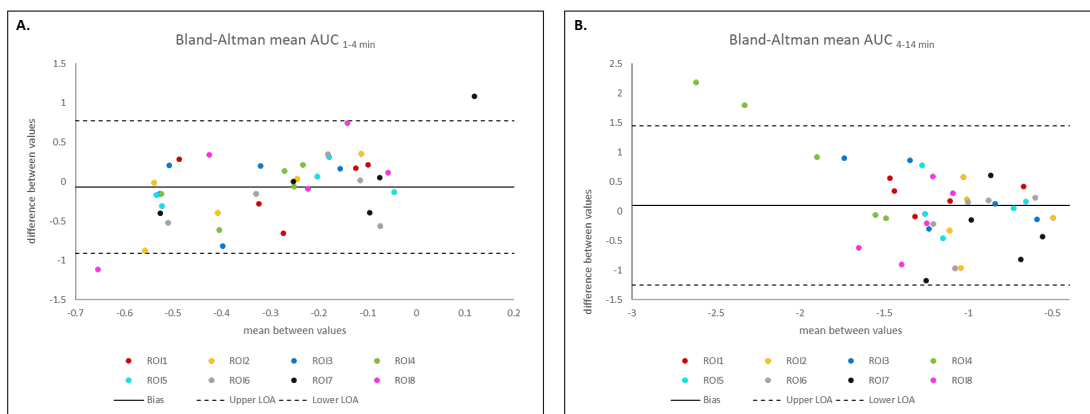 A.
Bland-Altman mean AUC 1-4 min
1.5
1
0.5
0
-0.5
-1
-1.5
-0.7 -0.6 -0.5 -0.4 -0.3 -0.2 -0.1 0 0.1 0.2
difference between values
mean between values
ROI1 ROI2 ROI3 ROI4
ROI5 ROI6 ROI7 ROI8
Bias Upper LOA Lower LOA
B.
Bland-Altman mean AUC 4-14 min
2.5
2
1.5
1
0.5
0
-0.5
-1
-1.5
-3 -2.5 -2 -1.5 -1 -0.5
difference between values
mean between values
ROI1 ROI2 ROI3 ROI4
ROI5 ROI6 ROI7 ROI8
Bias Upper LOA Lower LOA